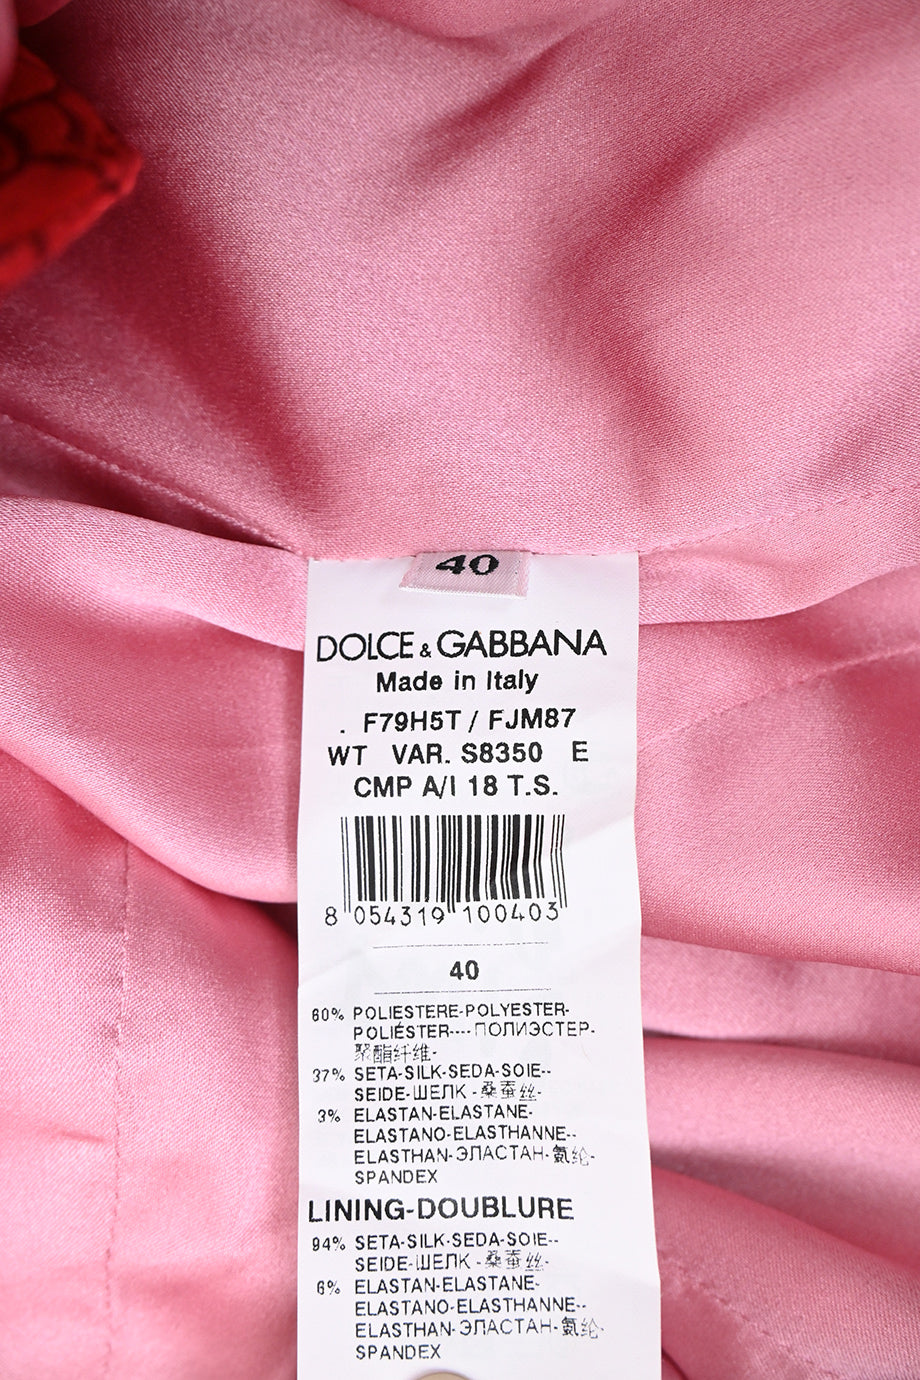 40
DOLCE & GABBANA
Made in Italy
. F79H5T / FJM87
WT VAR. S8350 E
CMP A/I 18 T.S.
8 054319 100403
40
60% POLIESTERE-POLYESTER-
POLIÉSTER----ПОЛИЭСТЕР-
聚酯纤维-
37% SETA-SILK-SEDA-SOIE--
SEIDE-ШЕЛК-桑蚕丝-
3% ELASTAN-ELASTANE-
ELASTANO-ELASTHANNE--
ELASTHAN-ЭЛАСТАН-氨纶-
SPANDEX
LINING-DOUBLURE
94% SETA-SILK-SEDA-SOIE--
SEIDE-ШЕЛК-桑蚕丝-
6% ELASTAN-ELASTANE-
ELASTANO-ELASTHANNE--
ELASTHAN-ЭЛАСТАН-氨纶-
SPANDEX